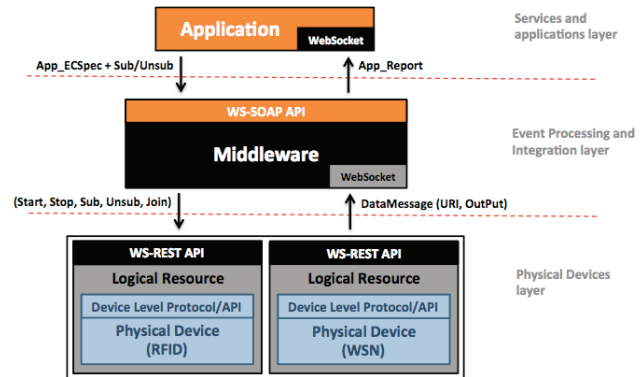 Application
WebSocket
Services and
applications layer
App_ECSpec + Sub/Unsub
App_Report
WS-SOAP API
Middleware
WebSocket
Event Processing and
Integration layer
(Start, Stop, Sub, Unsub, Join)
DataMessage (URI, OutPut)
WS-REST API
Logical Resource
Device Level Protocol/API
Physical Device
(RFID)
WS-REST API
Logical Resource
Device Level Protocol/API
Physical Device
(WSN)
Physical Devices
layer